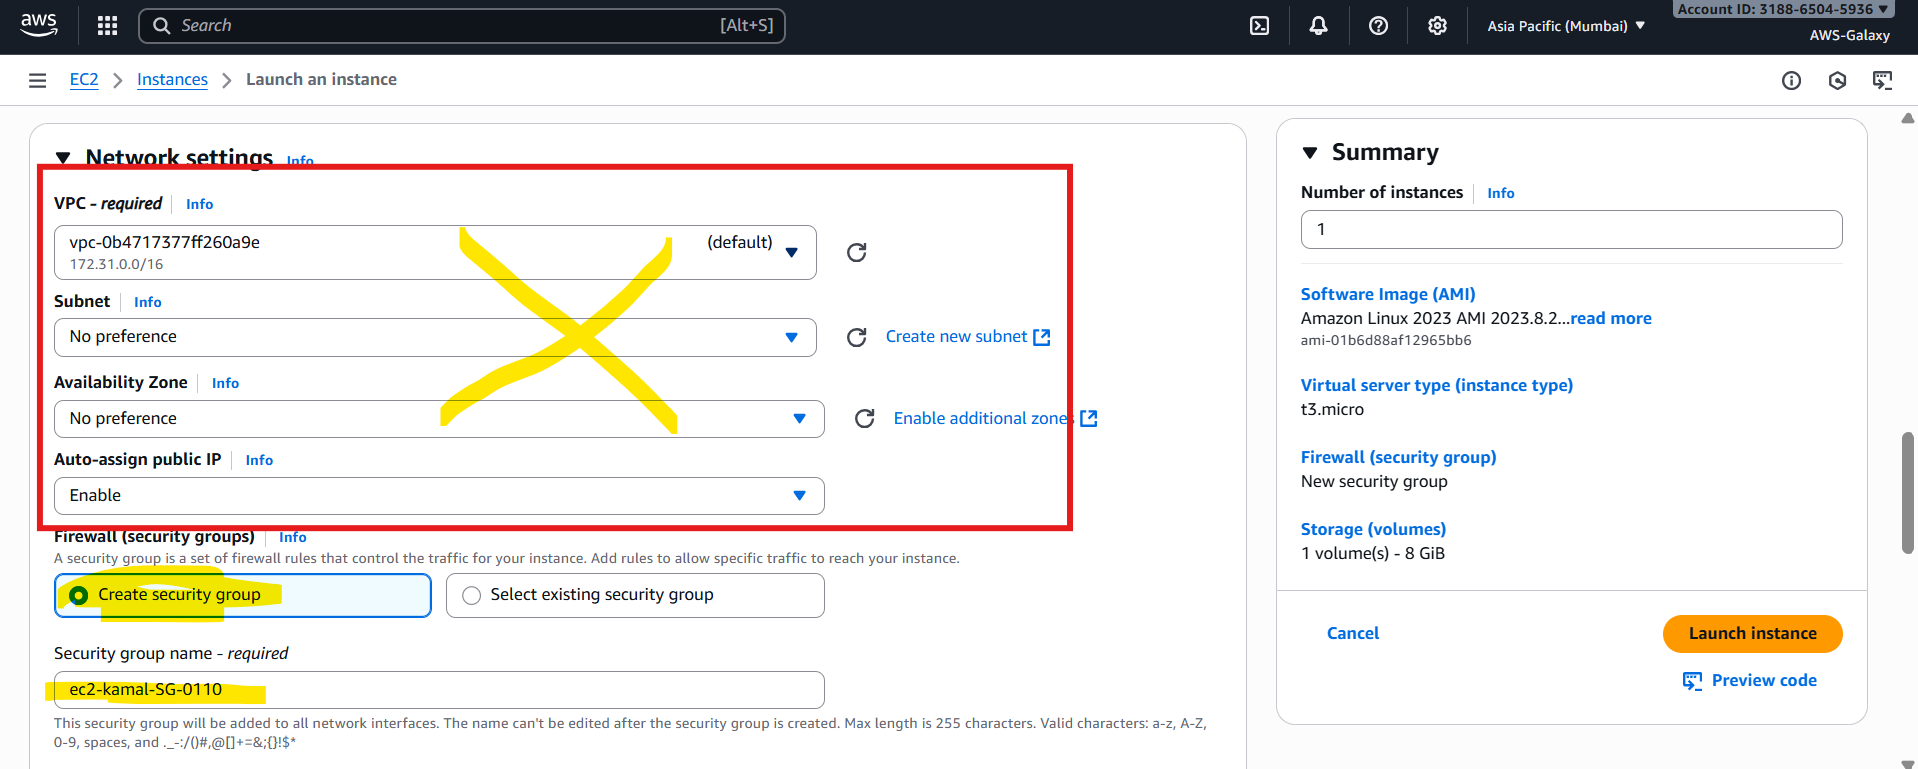 aws
Search [Alt+S]
Asia Pacific (Mumbai)
Account ID: 3188-6504-5936
AWS-Galaxy
EC2 Instances Launch an instance
Network settings Info
VPC - required Info
vpc-0b4717377ff260a9e (default)
172.31.0.0/16
Subnet Info
No preference
Create new subnet
Availability Zone Info
No preference
Enable additional zones
Auto-assign public IP Info
Enable
Firewall (security groups) Info
A security group is a set of firewall rules that control the traffic for your instance. Add rules to allow specific traffic to reach your instance.
Create security group
Select existing security group
Security group name - required
ec2-kamal-SG-0110
This security group will be added to all network interfaces. The name can't be edited after the security group is created. Max length is 255 characters. Valid characters: a-z, A-Z,
0-9, spaces, and ._-:/()#,@[]+=&;{}!$*
Summary
Number of instances Info
1
Software Image (AMI)
Amazon Linux 2023 AMI 2023.8.2...read more
ami-01b6d88af12965bb6
Virtual server type (instance type)
t3.micro
Firewall (security group)
New security group
Storage (volumes)
1 volume(s) - 8 GiB
Cancel
Launch instance
Preview code